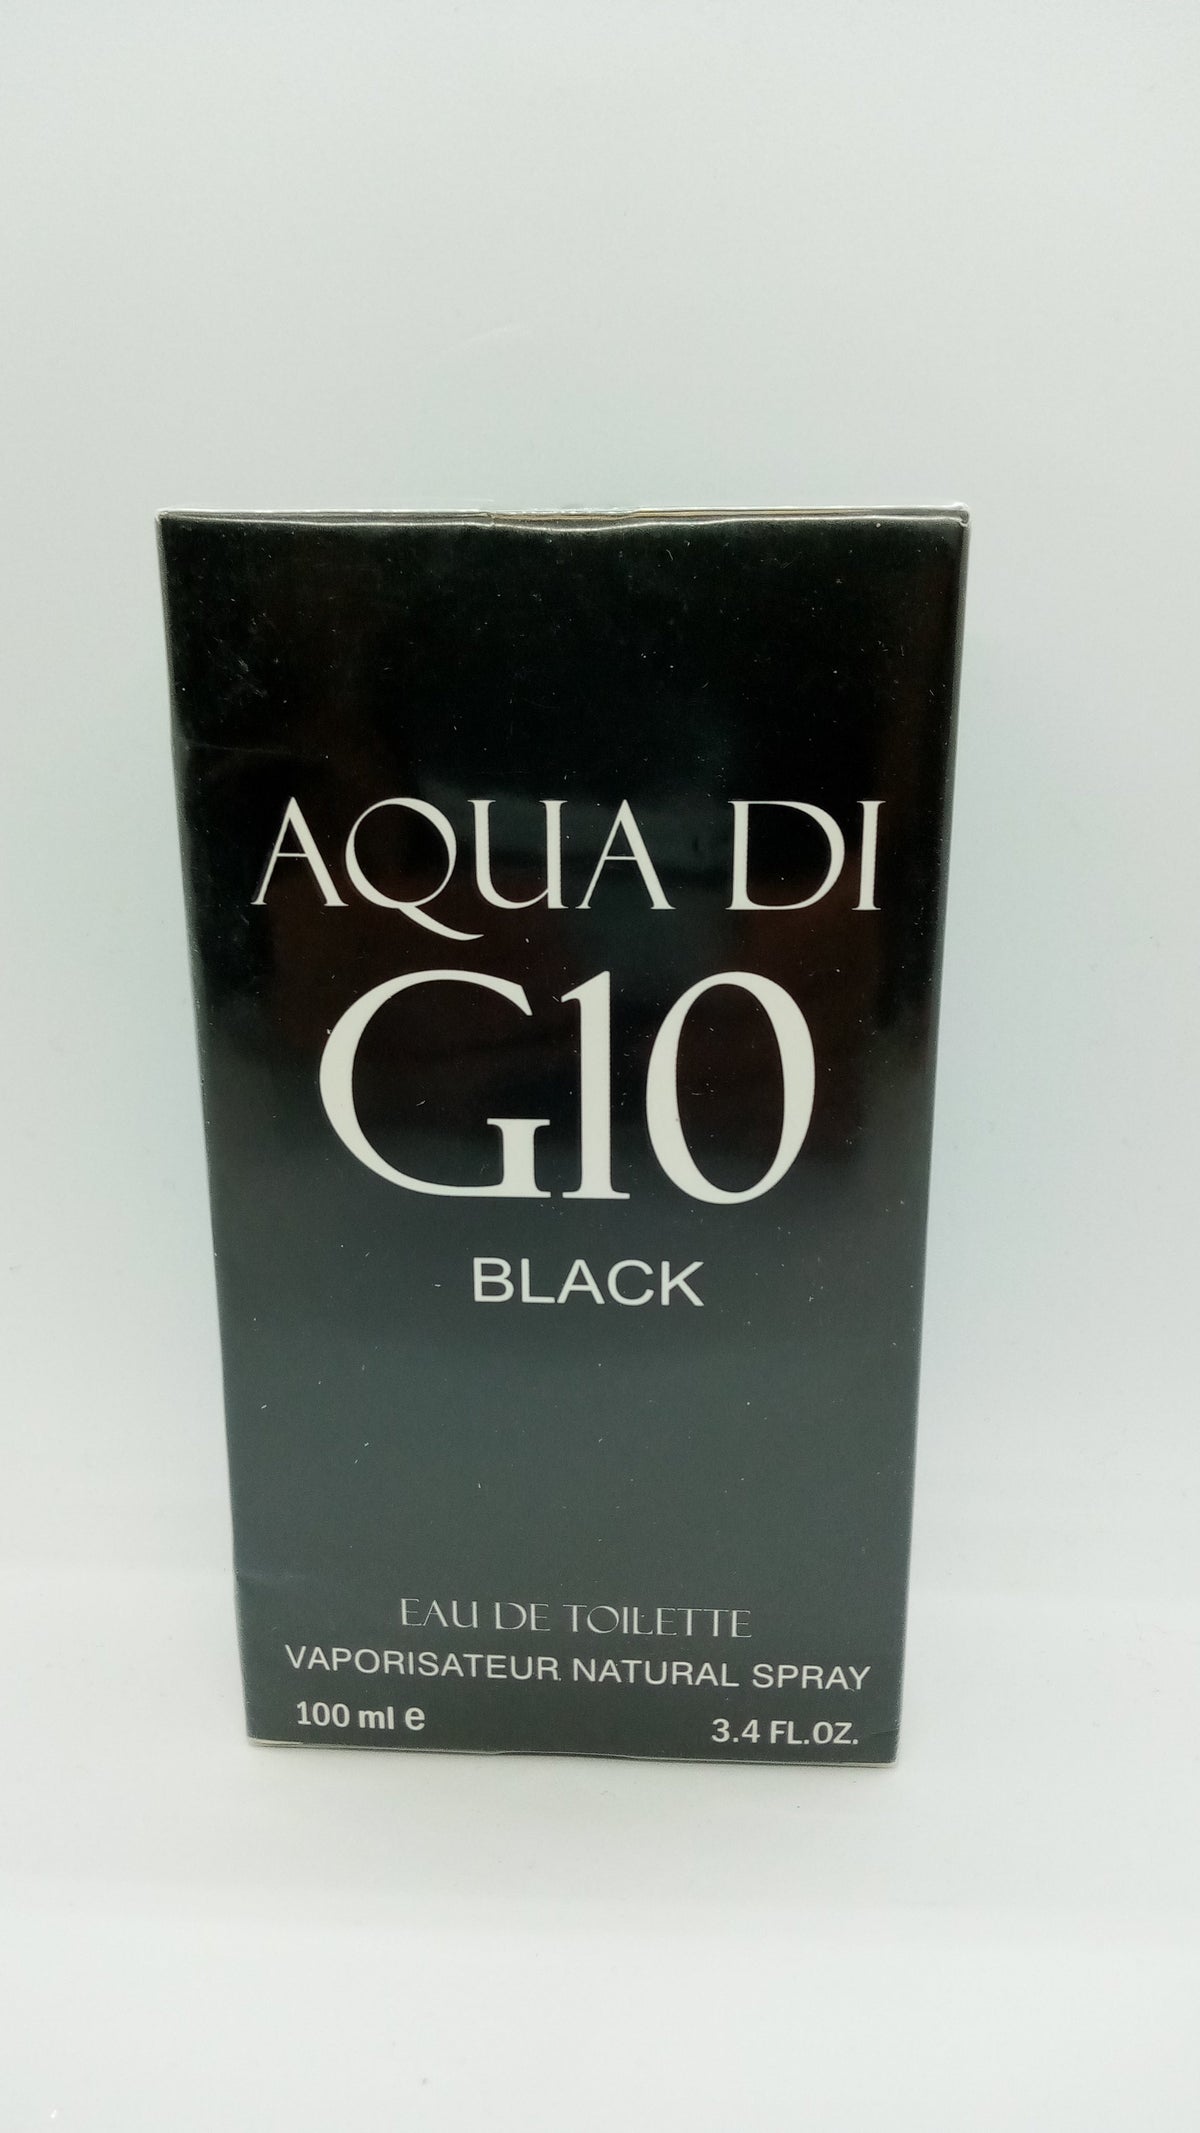 AQUA DI
G10
BLACK
EAU DE TOILETTE
VAPORISATEUR NATURAL SPRAY
100 ml e
3.4 FL.OZ.